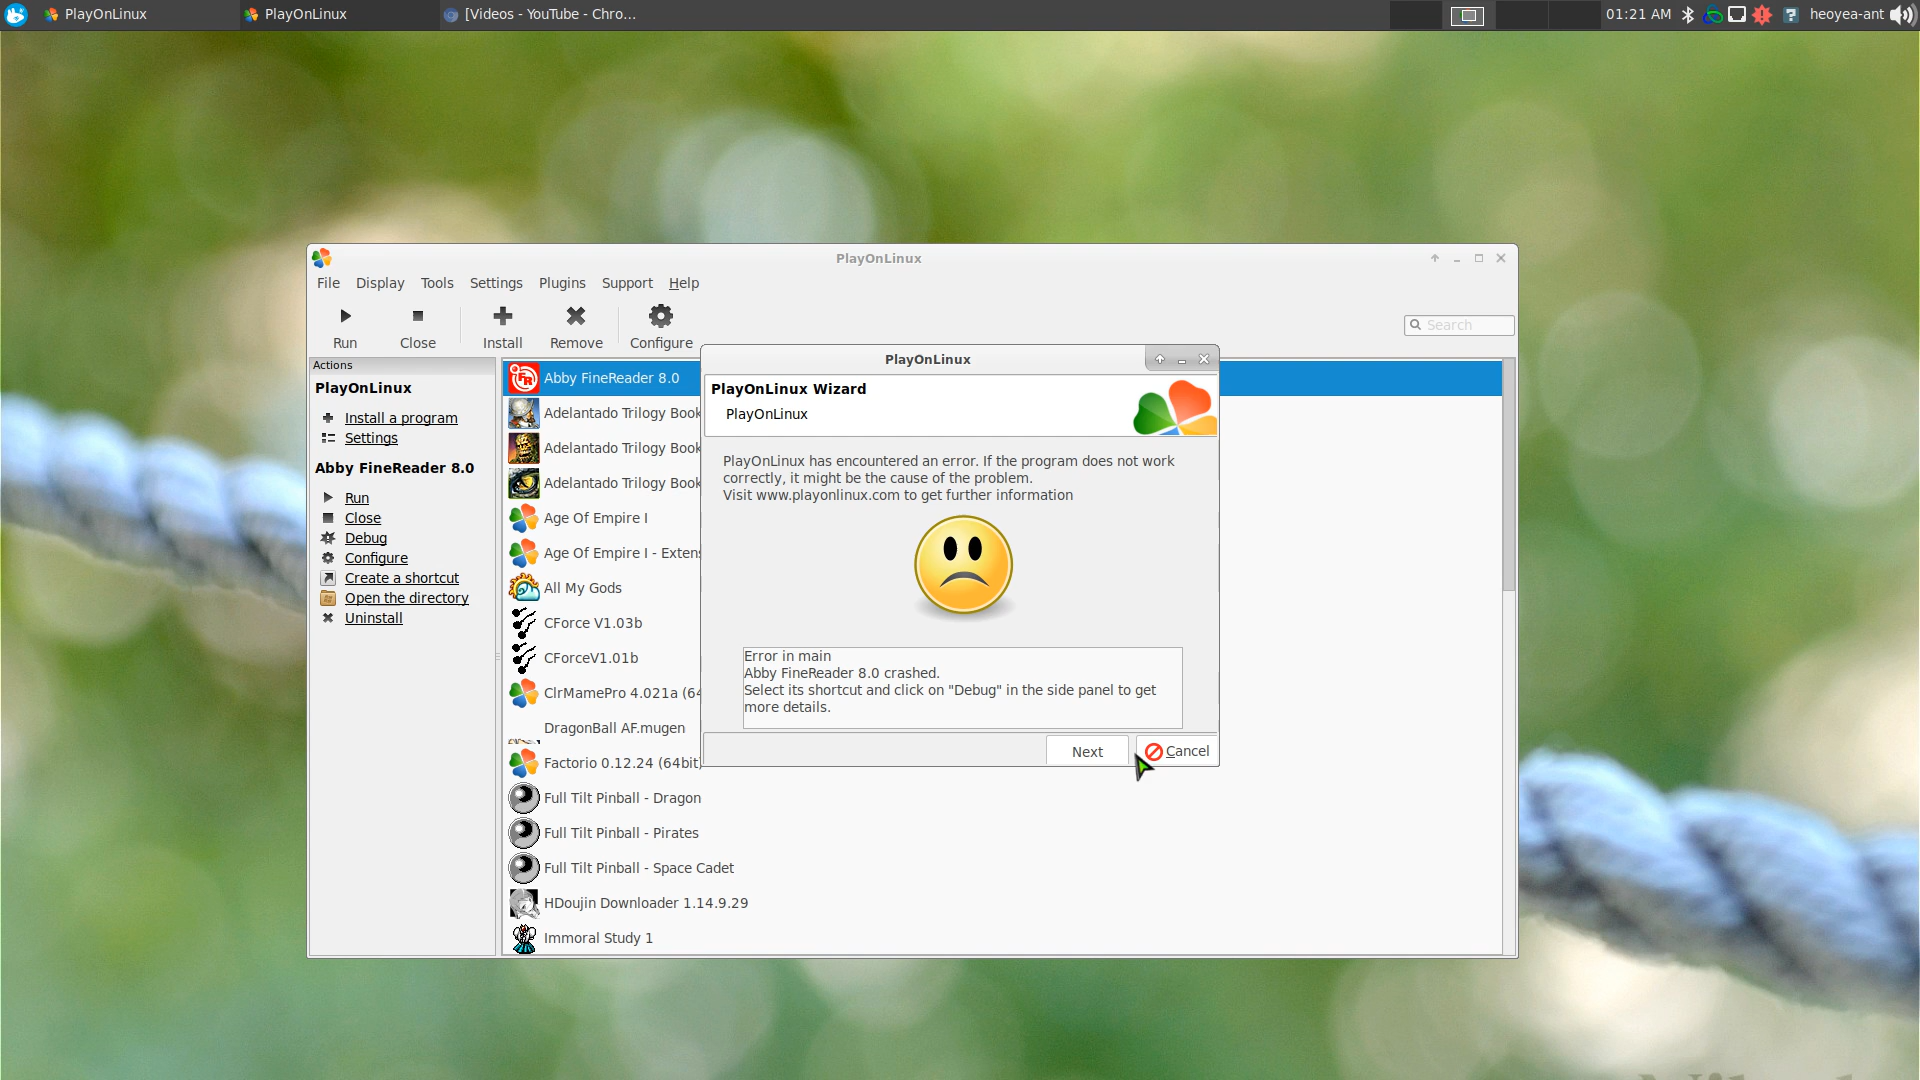 PlayOnLinux
PlayOnLinux
[Videos - YouTube - Chro...
01:21 AM
heoyea-ant
PlayOnLinux
File Display Tools Settings Plugins Support Help
Run
Close
Install
Remove
Configure
Search
Actions
PlayOnLinux
Install a program
Settings
Abby FineReader 8.0
Run
Close
Debug
Configure
Create a shortcut
Open the directory
Uninstall
Abby FineReader 8.0
Adelantado Trilogy Book
Adelantado Trilogy Book
Adelantado Trilogy Book
Age Of Empire I
Age Of Empire I - Extens
All My Gods
CForce V1.03b
CForceV1.01b
ClrMamePro 4.021a (64
DragonBall AF.mugen
Factorio 0.12.24 (64bit)
Full Tilt Pinball - Dragon
Full Tilt Pinball - Pirates
Full Tilt Pinball - Space Cadet
HDoujin Downloader 1.14.9.29
Immoral Study 1
PlayOnLinux
PlayOnLinux Wizard
PlayOnLinux
PlayOnLinux has encountered an error. If the program does not work
correctly, it might be the cause of the problem.
Visit www.playonlinux.com to get further information
Error in main
Abby FineReader 8.0 crashed.
Select its shortcut and click on "Debug" in the side panel to get
more details.
Next
Cancel